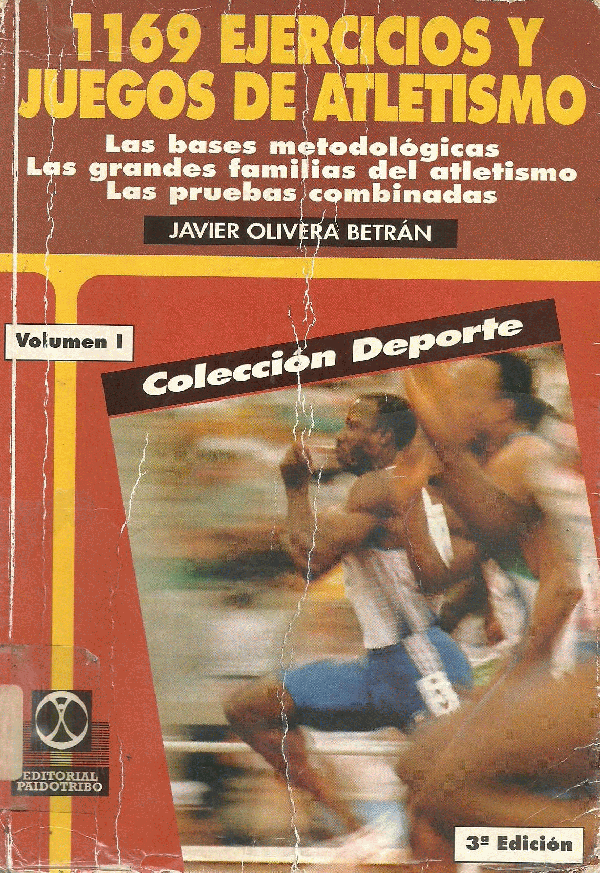 1169 EJERCICIOS Y
JUEGOS DE ATLETISMO
Las bases metodológicas
Las grandes familias del atletismo
Las pruebas combinadas
JAVIER OLIVERA BETRÁN
Volumen I
Colección Deporte
EDITORIAL
PAIDOTRIBO
3ª Edición